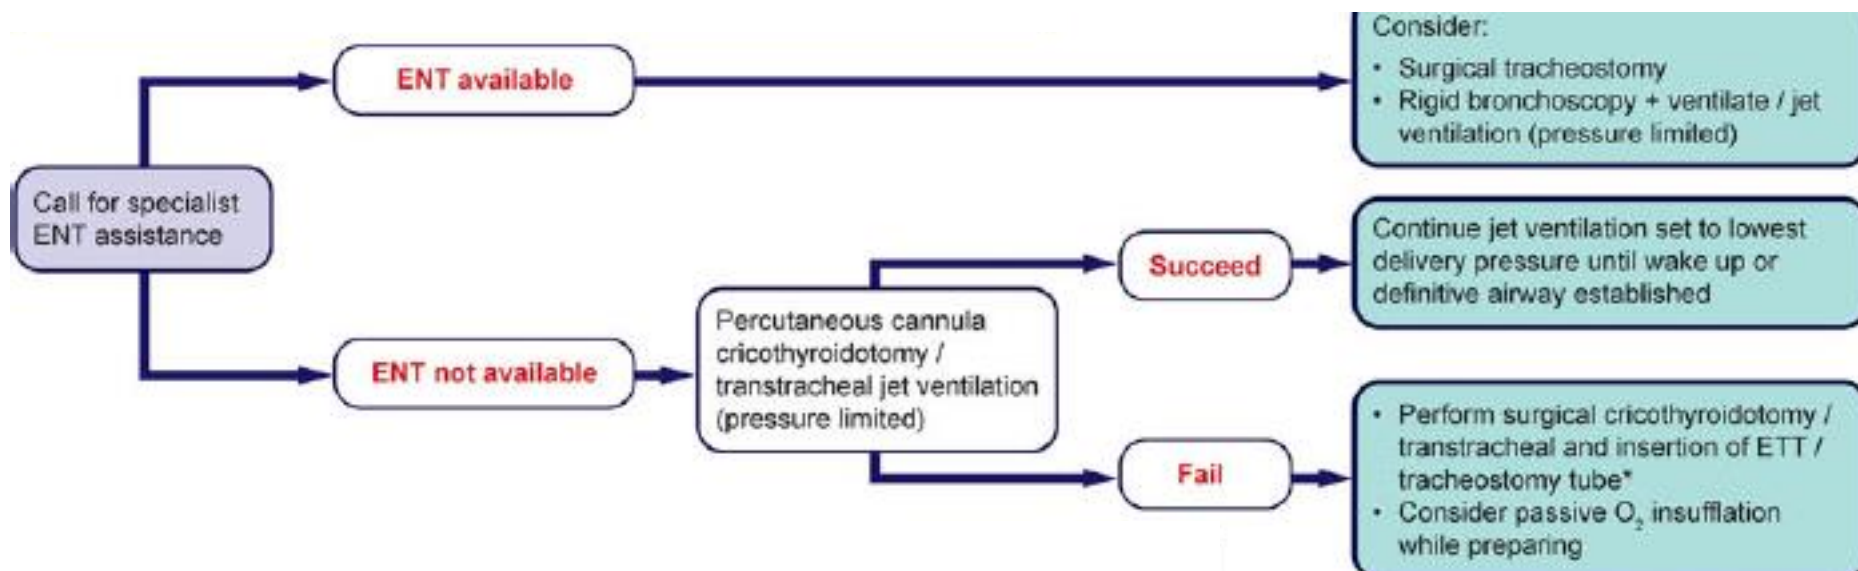 Consider:
• Surgical tracheostomy
• Rigid bronchoscopy + ventilate / jet
ventilation (pressure limited)
ENT available
Call for specialist
ENT assistance
Succeed
Continue jet ventilation set to lowest
delivery pressure until wake up or
definitive airway established
ENT not available
Percutaneous cannula
cricothyroidotomy /
transtracheal jet ventilation
(pressure limited)
Fail
• Perform surgical cricothyroidotomy /
transtracheal and insertion of ETT /
tracheostomy tube*
• Consider passive O₂ insufflation
while preparing